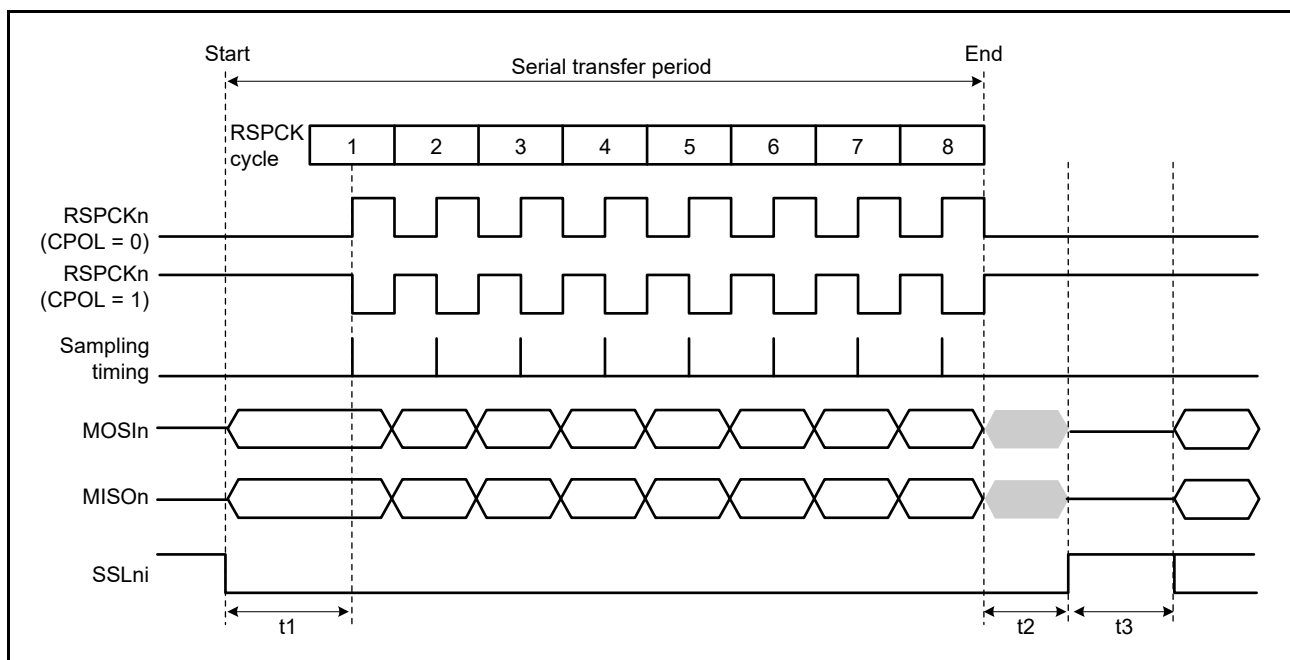 Start
End
Serial transfer period
RSPCK
cycle
1 2 3 4 5 6 7 8
RSPCKn
(CPOL = 0)
RSPCKn
(CPOL = 1)
Sampling
timing
MOSIn
MISOn
SSLni
t1
t2
t3